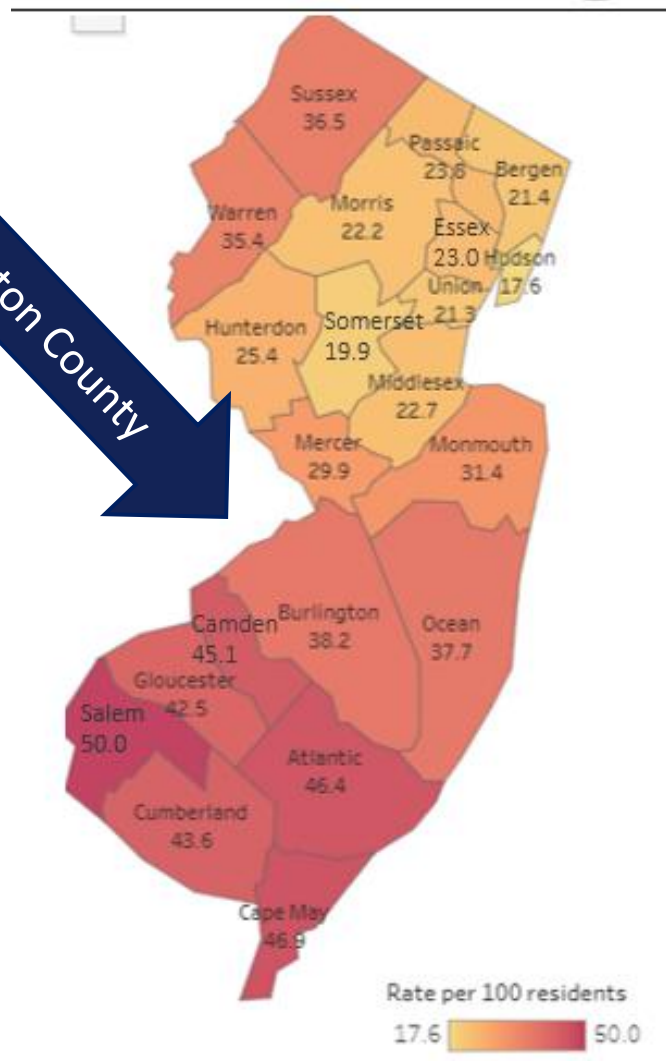 Sussex
36.5
Passaic
23.6
Bergen
21.4
Warren
35.4
Morris
22.2
Essex
23.0
Hudson
17.6
Union
21.3
ton County
Hunterdon
25.4
Somerset
19.9
Middlesex
22.7
Mercer
29.9
Monmouth
31.4
Burlington
38.2
Ocean
37.7
Camden
45.1
Gloucester
42.5
Salem
50.0
Atlantic
46.4
Cumberland
43.6
Cape May
46.9
Rate per 100 residents
17.6 50.0